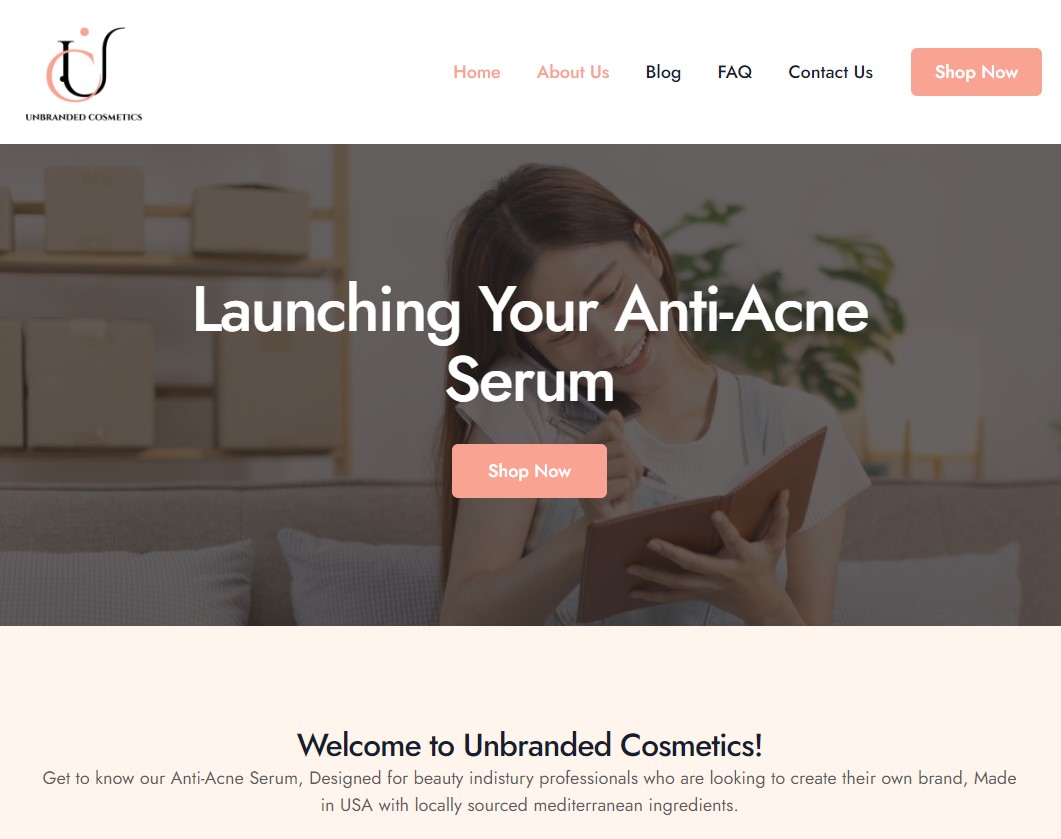 UNBRANDED COSMETICS
Home About Us Blog FAQ Contact Us Shop Now
Launching Your Anti-Acne
Serum
Shop Now
Welcome to Unbranded Cosmetics!
Get to know our Anti-Acne Serum, Designed for beauty indistury professionals who are looking to create their own brand, Made
in USA with locally sourced mediterranean ingredients.